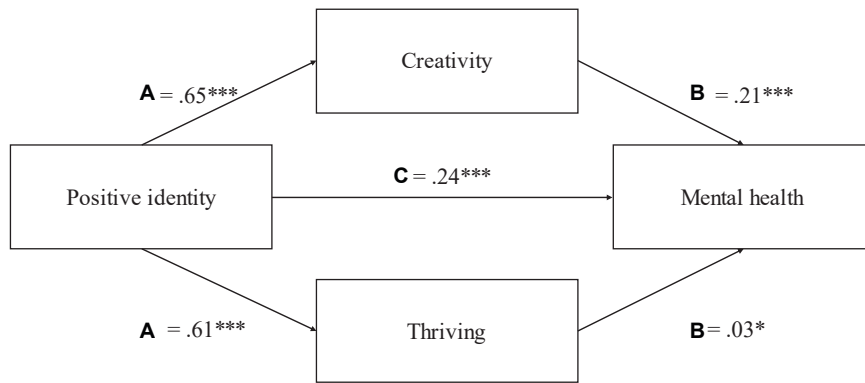 Creativity
A = .65***
B = .21***
Positive identity
C = .24***
Mental health
A = .61***
Thriving
B = .03*